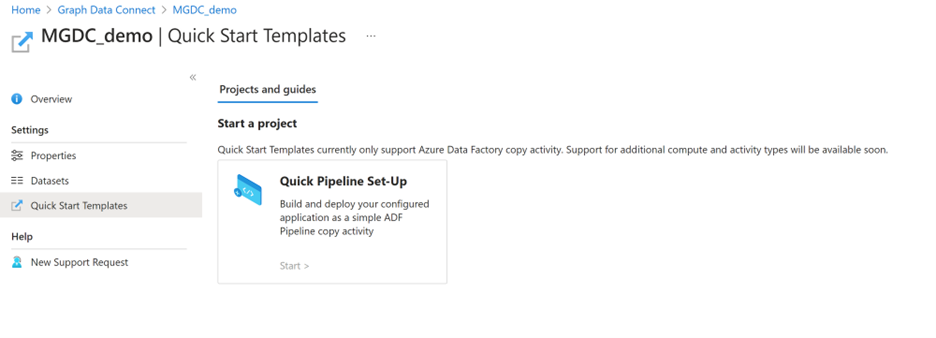 Home > Graph Data Connect > MGDC_demo
MGDC_demo | Quick Start Templates ...
«
Overview
Settings
Properties
Datasets
Quick Start Templates
Help
New Support Request
Projects and guides
Start a project
Quick Start Templates currently only support Azure Data Factory copy activity. Support for additional compute and activity types will be available soon.
Quick Pipeline Set-Up
Build and deploy your configured
application as a simple ADF
Pipeline copy activity
Start >